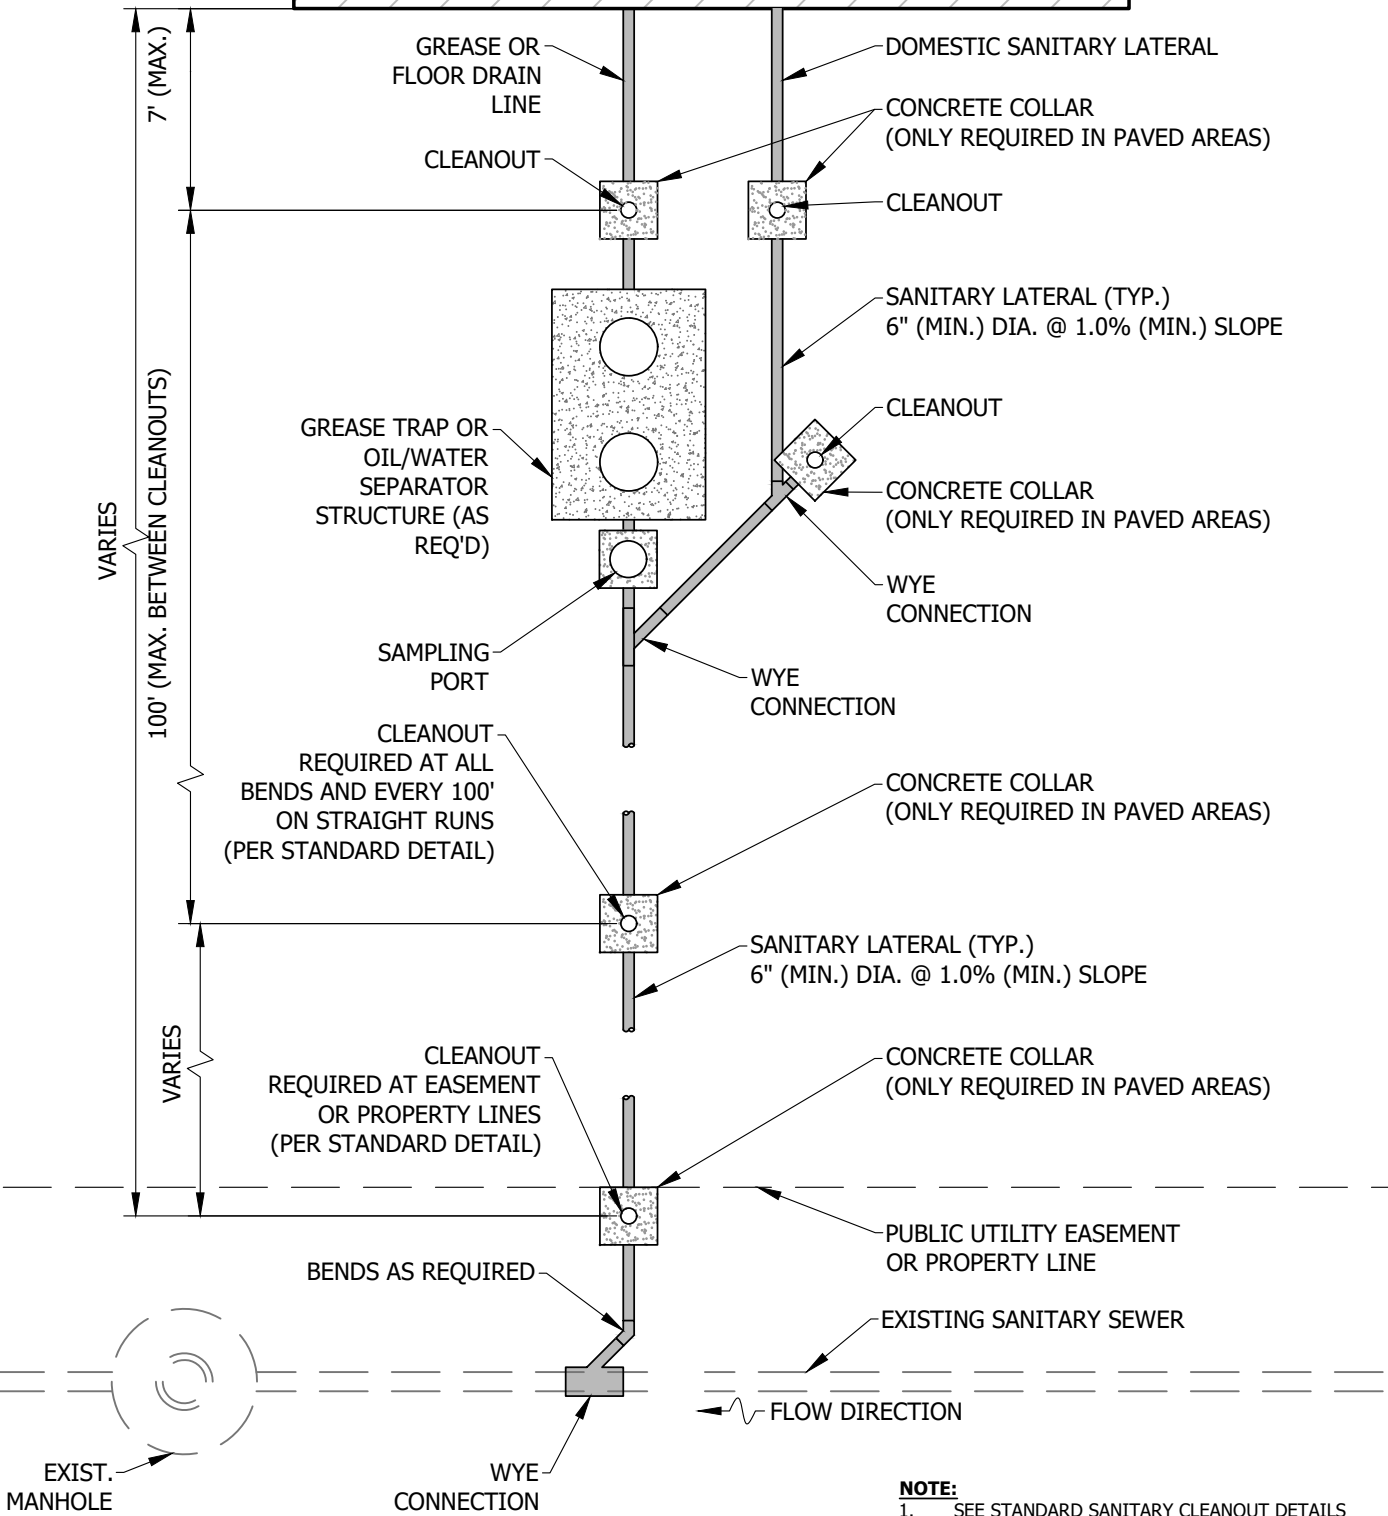 7' (MAX.)
GREASE OR
FLOOR DRAIN
LINE
DOMESTIC SANITARY LATERAL
CONCRETE COLLAR
(ONLY REQUIRED IN PAVED AREAS)
CLEANOUT
CLEANOUT
SANITARY LATERAL (TYP.)
6" (MIN.) DIA. @ 1.0% (MIN.) SLOPE
CLEANOUT
GREASE TRAP OR
OIL/WATER
SEPARATOR
STRUCTURE (AS
REQ'D)
CONCRETE COLLAR
(ONLY REQUIRED IN PAVED AREAS)
VARIES
100' (MAX. BETWEEN CLEANOUTS)
WYE
CONNECTION
SAMPLING
PORT
WYE
CONNECTION
CLEANOUT
REQUIRED AT ALL
BENDS AND EVERY 100'
ON STRAIGHT RUNS
(PER STANDARD DETAIL)
CONCRETE COLLAR
(ONLY REQUIRED IN PAVED AREAS)
SANITARY LATERAL (TYP.)
6" (MIN.) DIA. @ 1.0% (MIN.) SLOPE
VARIES
CLEANOUT
REQUIRED AT EASEMENT
OR PROPERTY LINES
(PER STANDARD DETAIL)
CONCRETE COLLAR
(ONLY REQUIRED IN PAVED AREAS)
PUBLIC UTILITY EASEMENT
OR PROPERTY LINE
BENDS AS REQUIRED
EXISTING SANITARY SEWER
FLOW DIRECTION
EXIST.
MANHOLE
WYE
CONNECTION
NOTE:
1. SEE STANDARD SANITARY CLEANOUT DETAILS